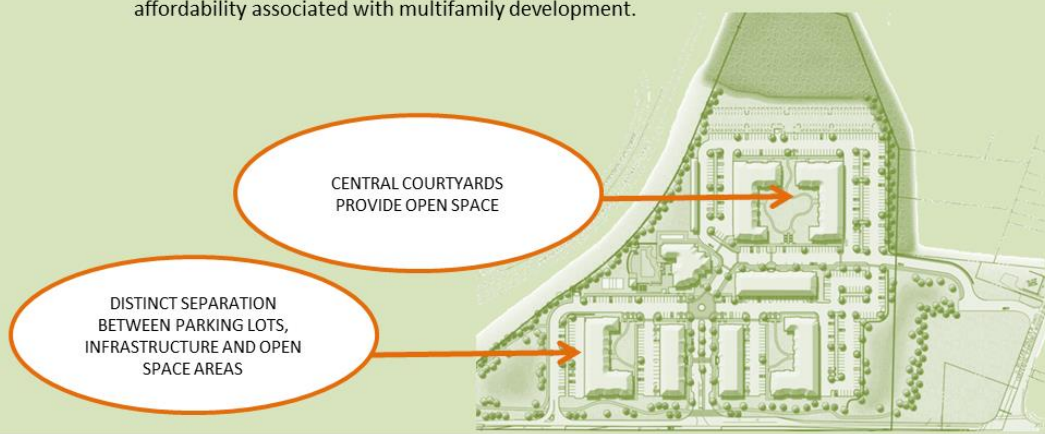 affordability associated with multifamily development.
CENTRAL COURTYARDS
PROVIDE OPEN SPACE
DISTINCT SEPARATION
BETWEEN PARKING LOTS,
INFRASTRUCTURE AND OPEN
SPACE AREAS